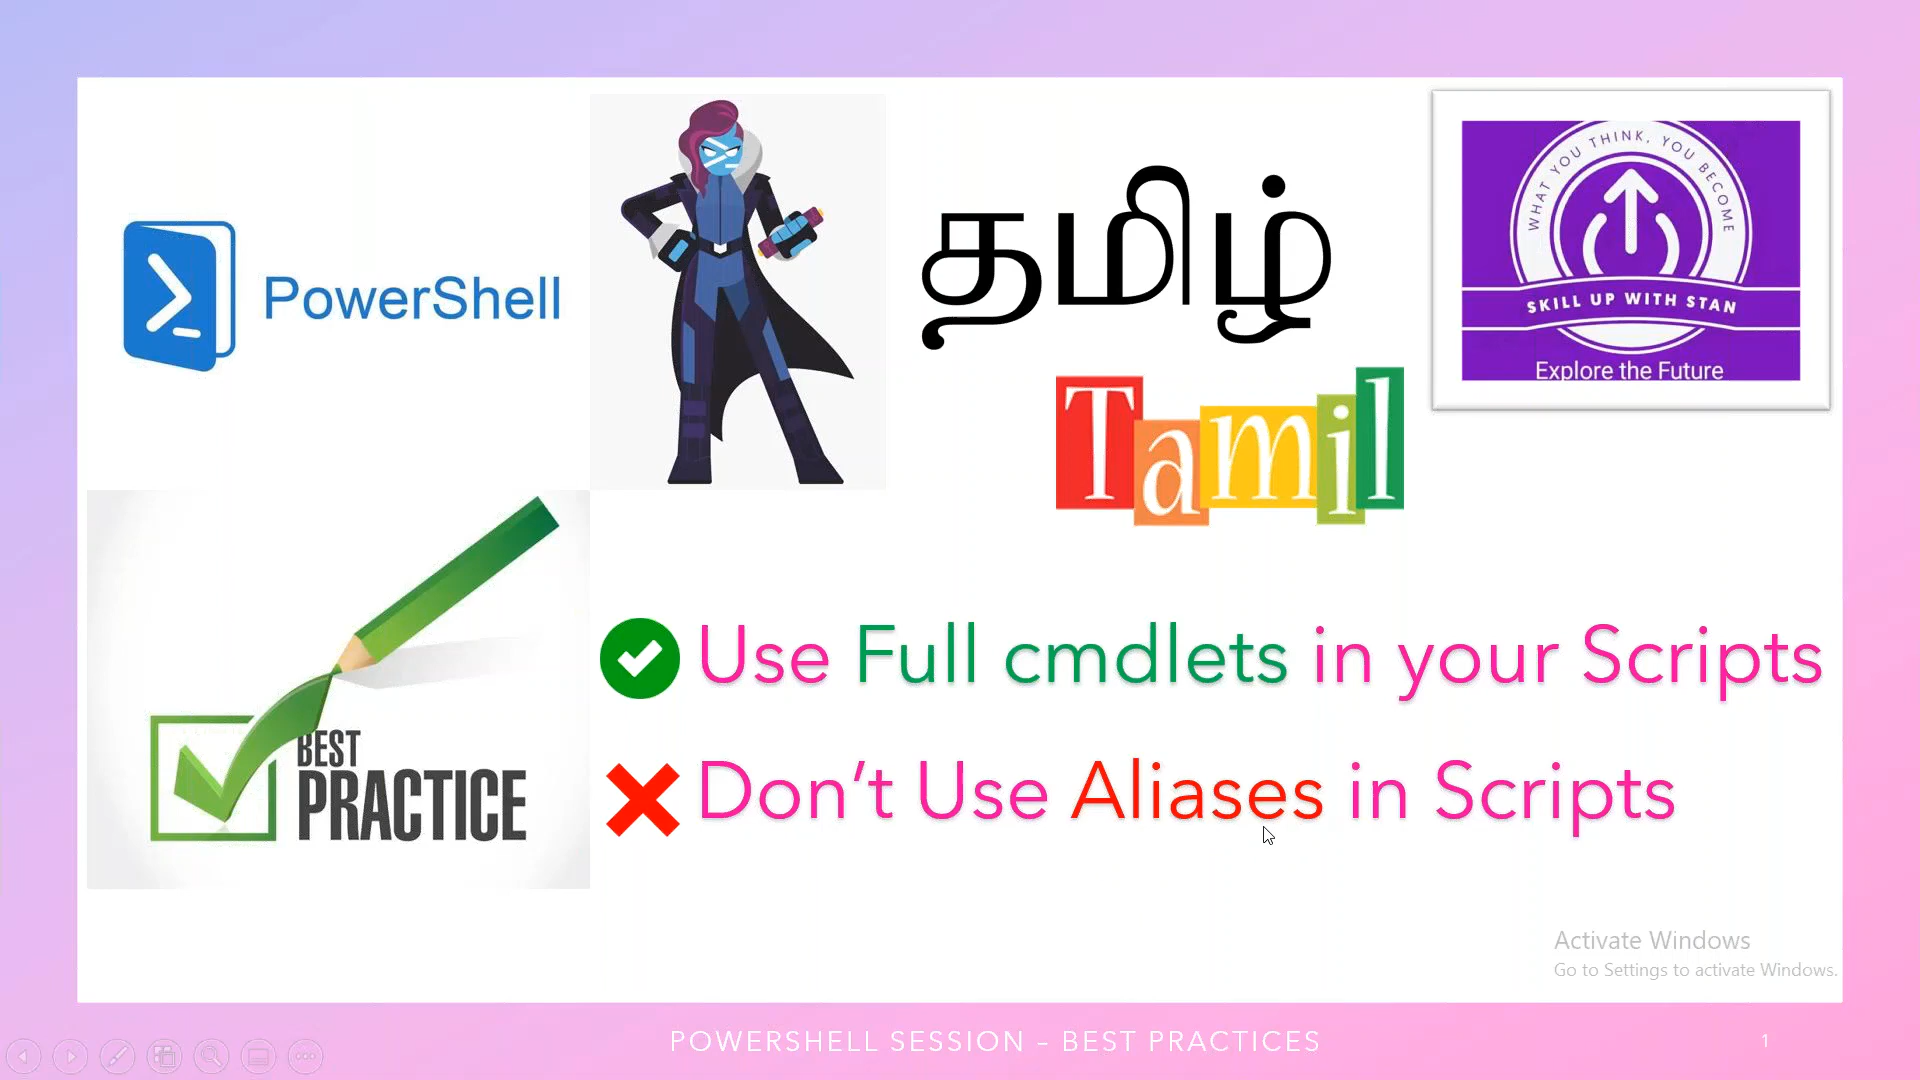 PowerShell
தமிழ்
Tamil
WHAT YOU THINK, YOU BECOME
SKILL UP WITH STAN
Explore the Future
BEST
PRACTICE
Use Full cmdlets in your Scripts
Don't Use Aliases in Scripts
Activate Windows
Go to Settings to activate Windows.
POWERSHELL SESSION – BEST PRACTICES
1